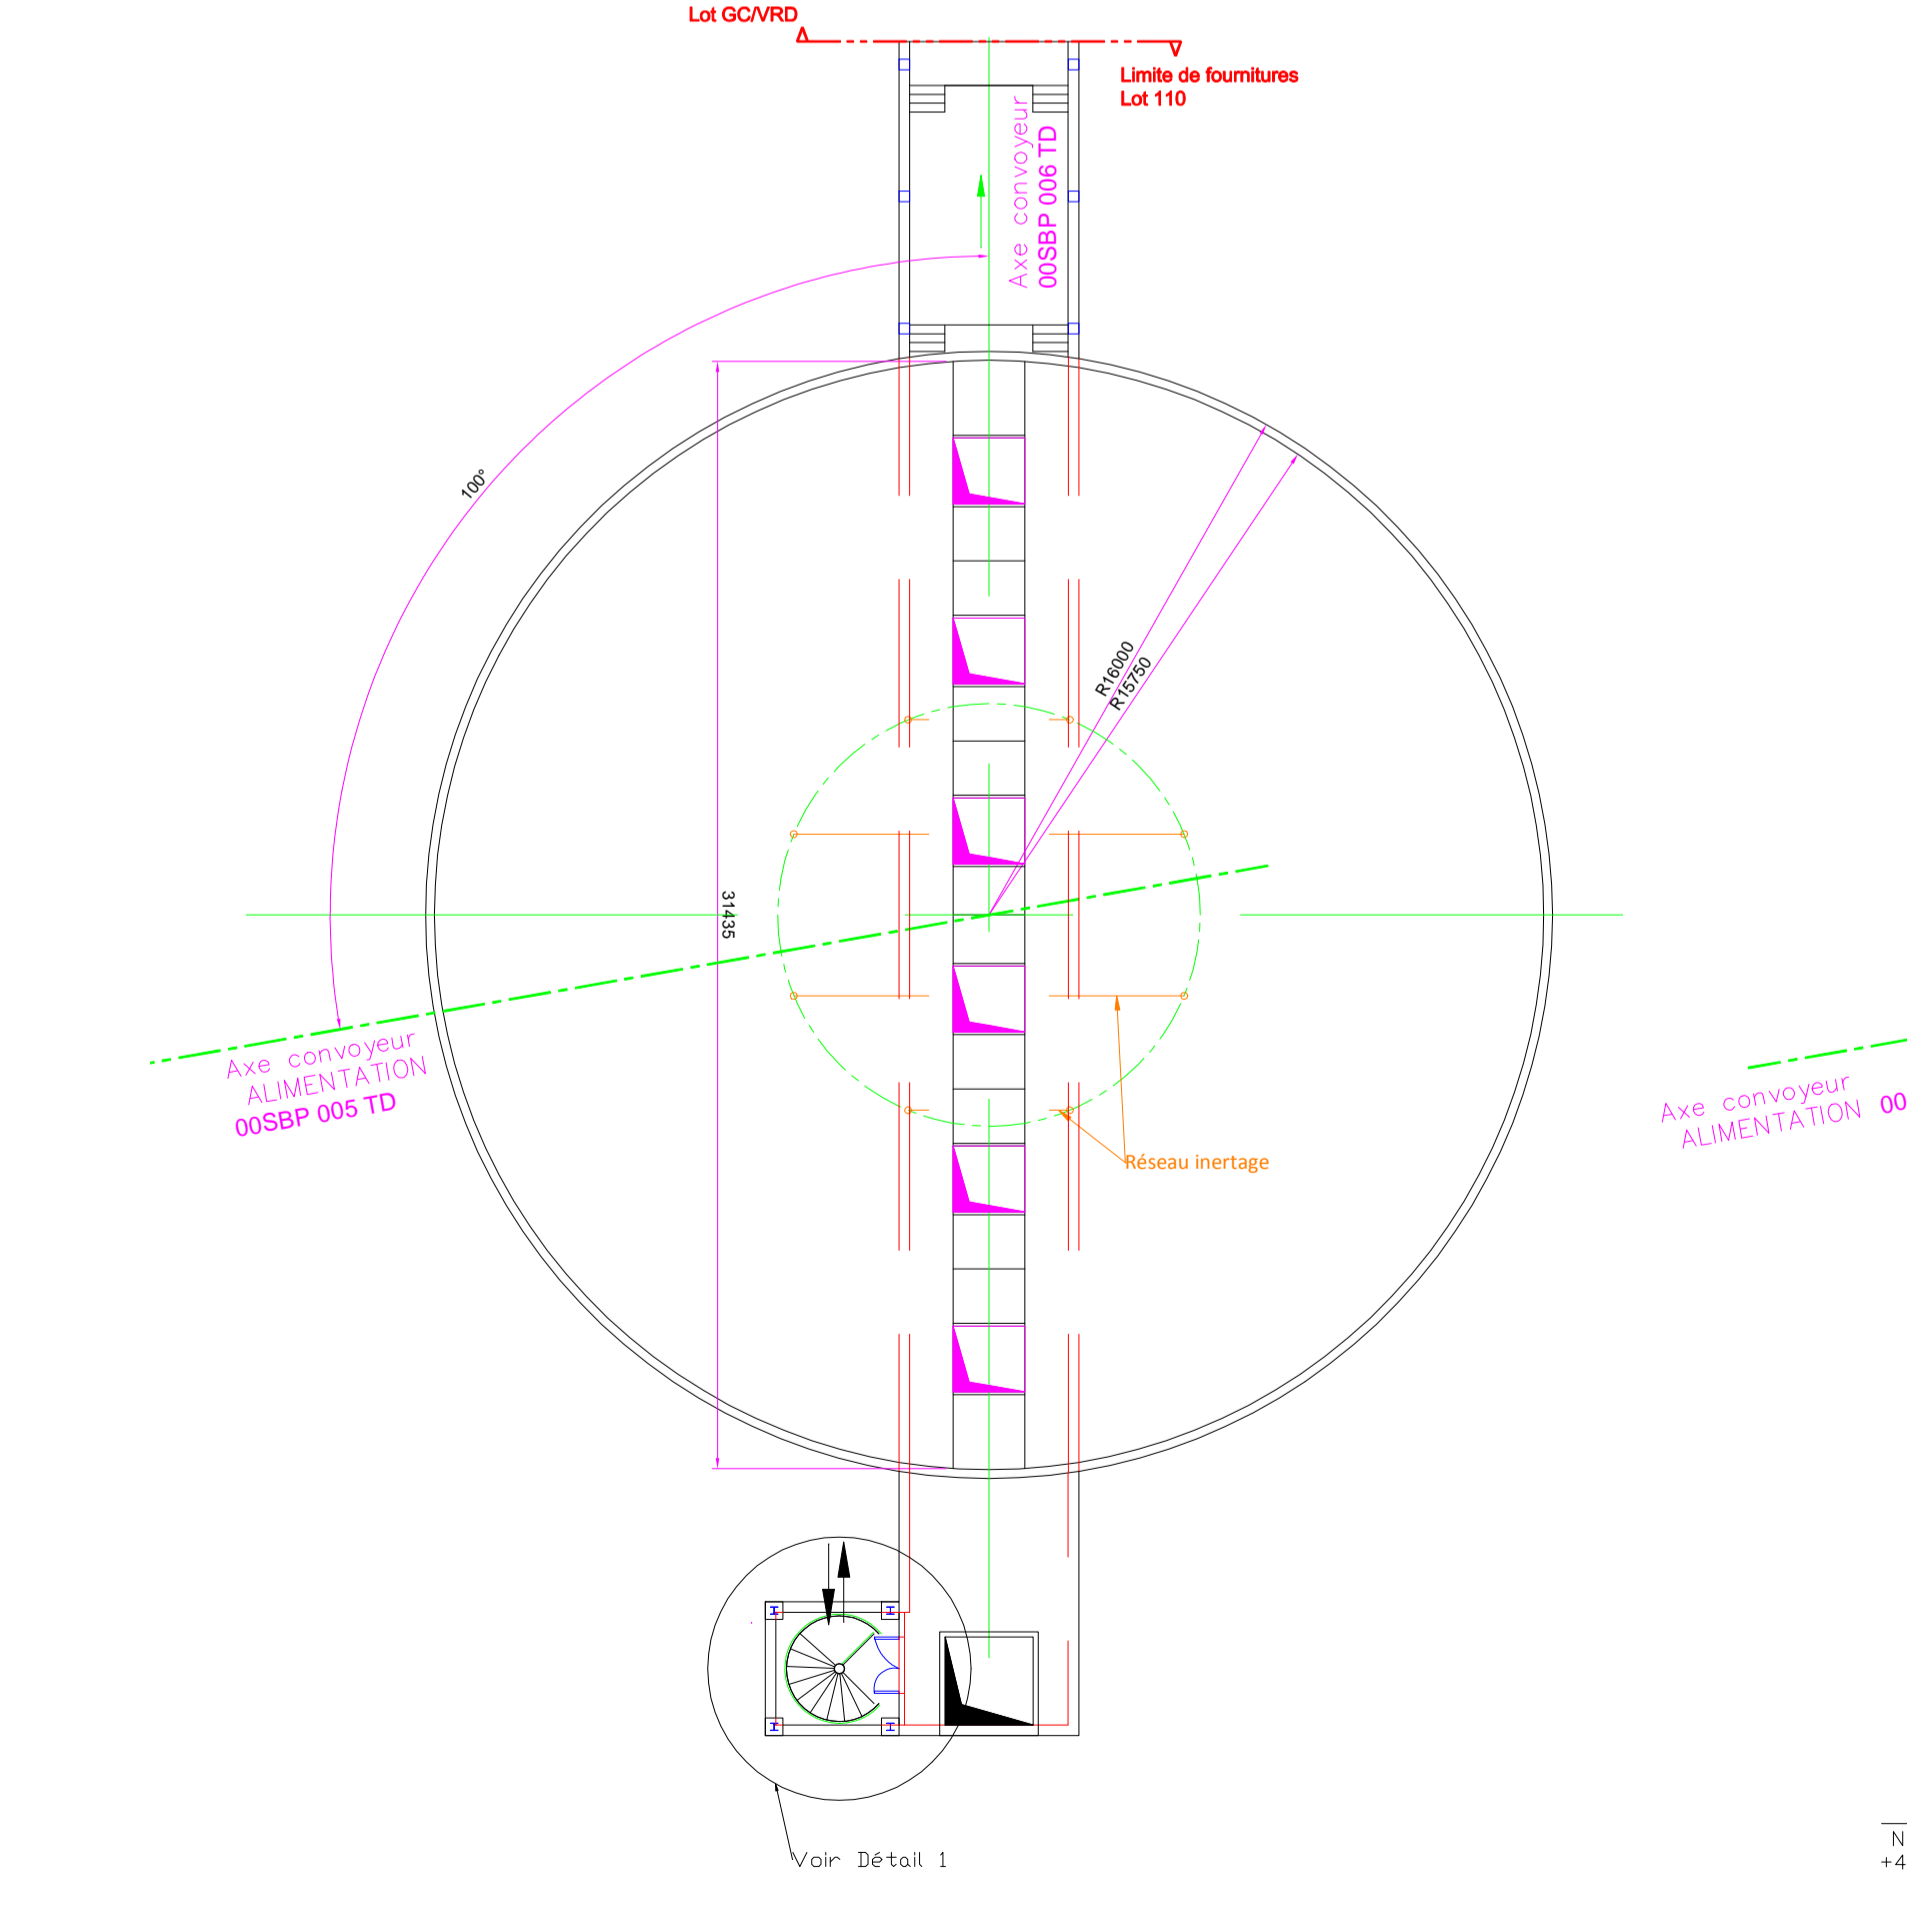 Lot GC/VRD
Limite de fournitures
Lot 110
Axe convoyeur
00SBP 006 TD
100°
R16000
R15750
31435
Axe convoyeur
ALIMENTATION
00SBP 005 TD
Axe convoyeur
ALIMENTATION 00
Réseau inertage
Voir Détail 1
N
+4